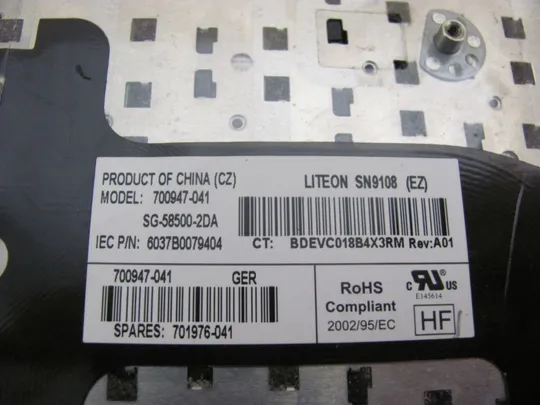 PRODUCT OF CHINA (CZ)
MODEL: 700947-041
SG-58500-2DA
IEC P/N: 6037B0079404
LITEON SN9108 (EZ)
CT: BDEVC018B4X3RM Rev:A01
700947-041 GER
SPARES: 701976-041
RoHS
Compliant
2002/95/EC
C RU US
E145614
HF